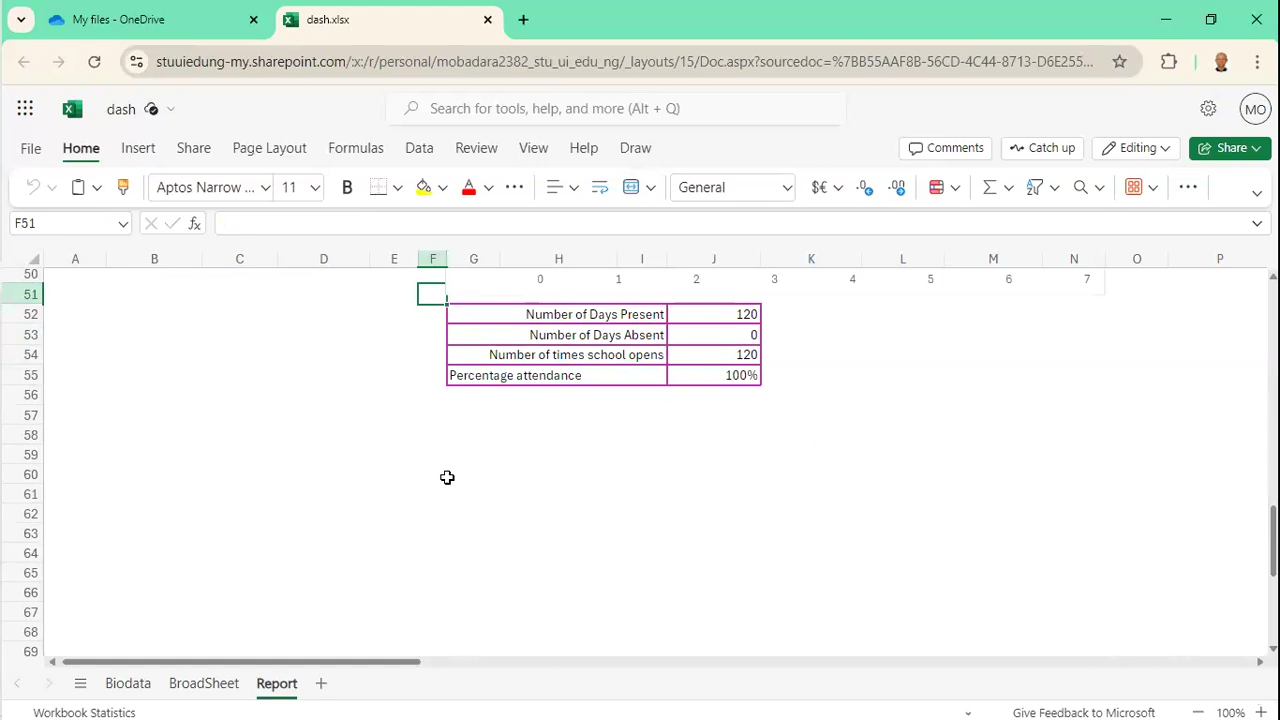 My files - OneDrive
dash.xlsx
stuuiedung-my.sharpoint.com/:x:/r/personal/mobidara2382_stu_ui_edu_ng/_layouts/15/Doc.aspx?sourcedoc=%7BB55AAF8B-56CD-4C44-8713-D6E255...
dash
Search for tools, help, and more (Alt + Q)
MO
File Home Insert Share Page Layout Formulas Data Review View Help Draw
Comments Catch up Editing Share
Aptos Narrow ... 11 B A General $€ .0 .00
F51 fx
A B C D E F G H I J K L M N O P
50 0 1 2 3 4 5 6 7
51
52 Number of Days Present 120
53 Number of Days Absent 0
54 Number of times school opens 120
55 Percentage attendance 100%
56
57
58
59
60
61
62
63
64
65
66
67
68
69
Biodata BroadSheet Report
Workbook Statistics Give Feedback to Microsoft 100%